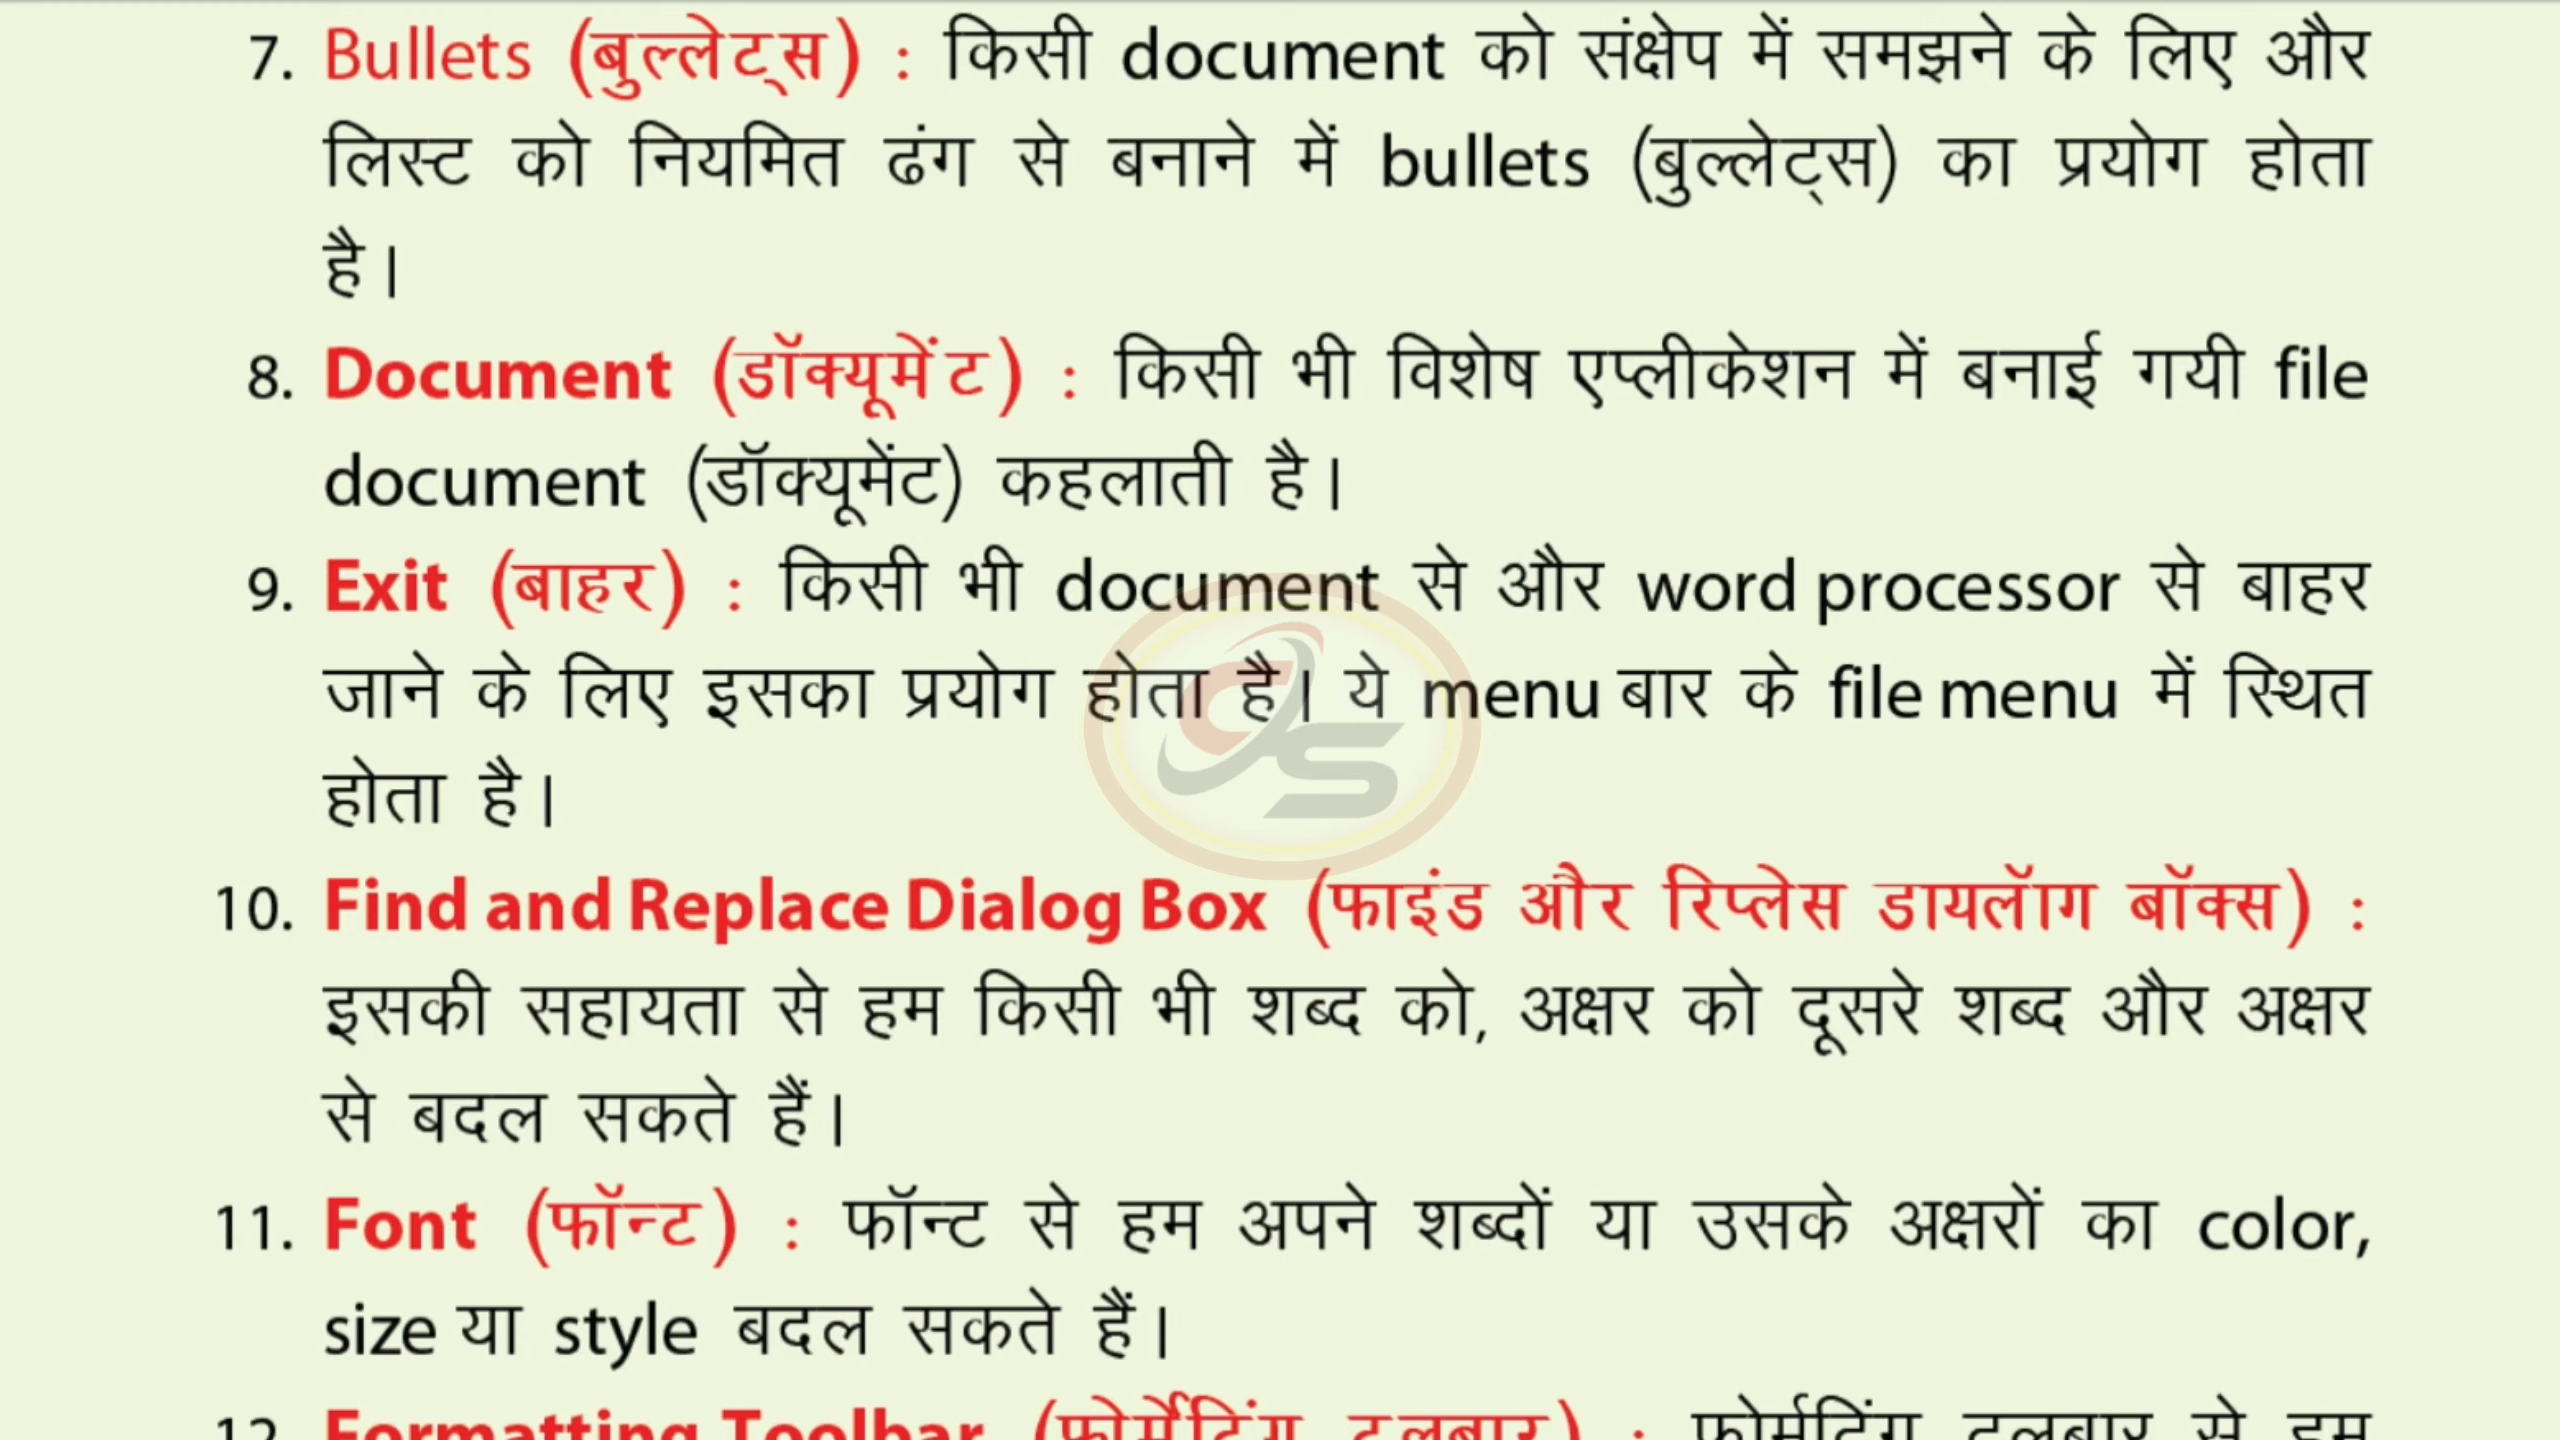 7. Bullets (बुल्लेट्स) : किसी document को संक्षेप में समझने के लिए और
लिस्ट को नियमित ढंग से बनाने में bullets (बुल्लेट्स) का प्रयोग होता
है।
8. Document (डॉक्यूमेंट) : किसी भी विशेष एप्लीकेशन में बनाई गयी file
document (डॉक्यूमेंट) कहलाती है।
9. Exit (बाहर) : किसी भी document से और word processor से बाहर
जाने के लिए इसका प्रयोग होता है। ये menu बार के file menu में स्थित
होता है।
10. Find and Replace Dialog Box (फाइंड और रिप्लेस डायलॉग बॉक्स) :
इसकी सहायता से हम किसी भी शब्द को, अक्षर को दूसरे शब्द और अक्षर
से बदल सकते हैं।
11. Font (फॉन्ट) : फॉन्ट से हम अपने शब्दों या उसके अक्षरों का color,
size या style बदल सकते हैं।
12. Formatting Toolbar